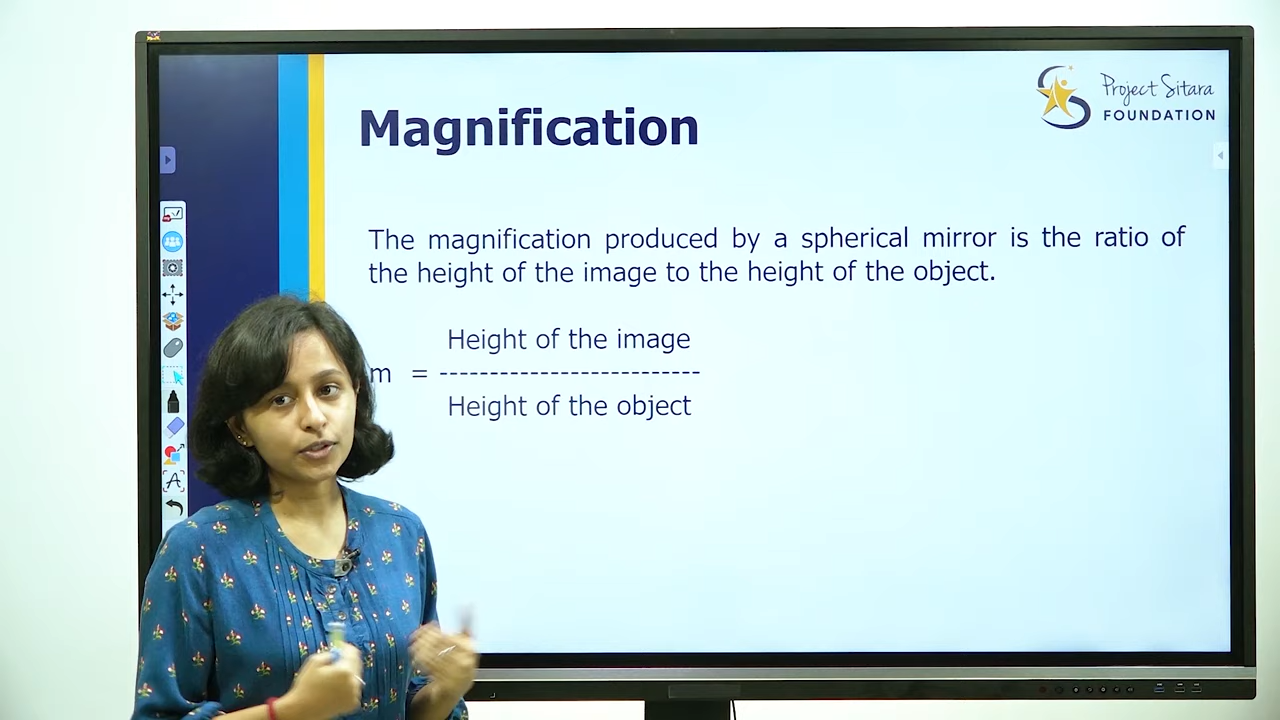 Magnification
Project Sitara
FOUNDATION
The magnification produced by a spherical mirror is the ratio of
the height of the image to the height of the object.
Height of the image
m = --------------------------
Height of the object
A